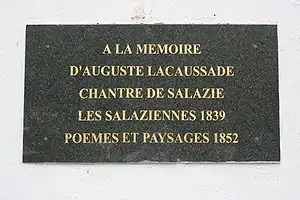 A LA MEMOIRE
D'AUGUSTE LACAUSSADE
CHANTRE DE SALAZIE
LES SALAZIENNES 1839
POEMES ET PAYSAGES 1852